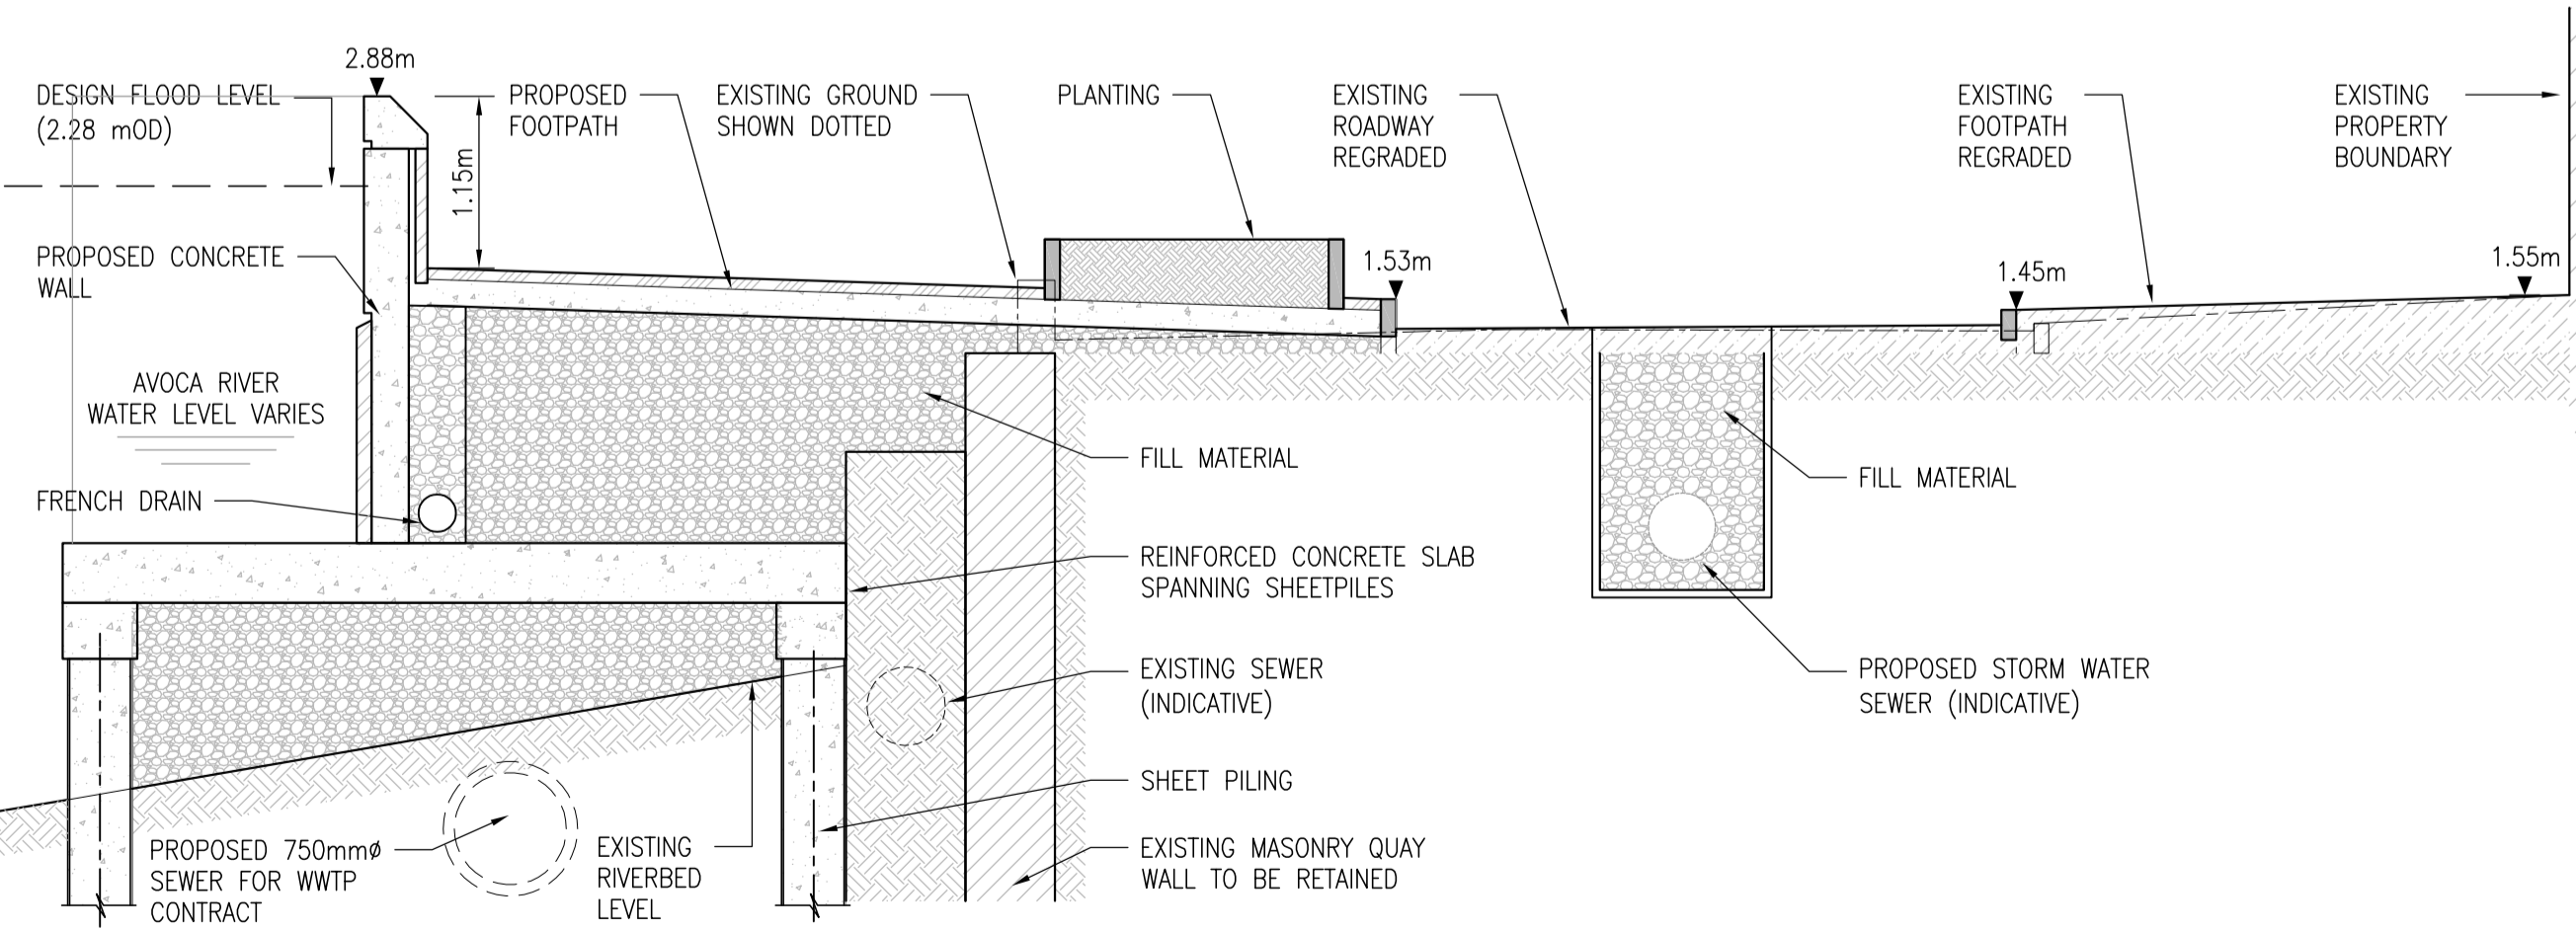 2.88m
DESIGN FLOOD LEVEL
(2.28 mOD)
1.15m
PROPOSED
FOOTPATH
EXISTING GROUND
SHOWN DOTTED
PLANTING
EXISTING
ROADWAY
REGRADED
EXISTING
FOOTPATH
REGRADED
EXISTING
PROPERTY
BOUNDARY
PROPOSED CONCRETE
WALL
1.53m
1.45m
1.55m
AVOCA RIVER
WATER LEVEL VARIES
FRENCH DRAIN
FILL MATERIAL
FILL MATERIAL
REINFORCED CONCRETE SLAB
SPANNING SHEETPILES
EXISTING SEWER
(INDICATIVE)
PROPOSED STORM WATER
SEWER (INDICATIVE)
SHEET PILING
PROPOSED 750mmø
SEWER FOR WWTP
CONTRACT
EXISTING
RIVERBED
LEVEL
EXISTING MASONRY QUAY
WALL TO BE RETAINED